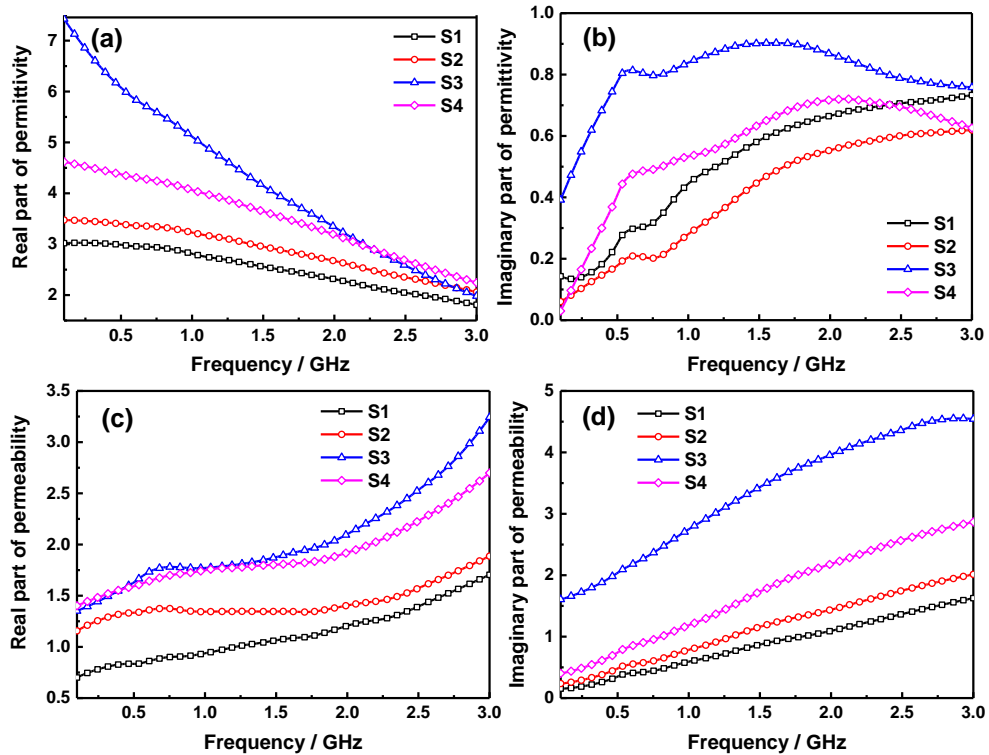 (a)
S1
S2
S3
S4
Real part of permittivity
7
6
5
4
3
2
0.5 1.0 1.5 2.0 2.5 3.0
Frequency / GHz
(b)
S1
S2
S3
S4
Imaginary part of permittivity
1.0
0.8
0.6
0.4
0.2
0.0
0.5 1.0 1.5 2.0 2.5 3.0
Frequency / GHz
(c)
S1
S2
S3
S4
Real part of permeability
3.5
3.0
2.5
2.0
1.5
1.0
0.5
0.5 1.0 1.5 2.0 2.5 3.0
Frequency / GHz
(d)
S1
S2
S3
S4
Imaginary part of permeability
5
4
3
2
1
0
0.5 1.0 1.5 2.0 2.5 3.0
Frequency / GHz